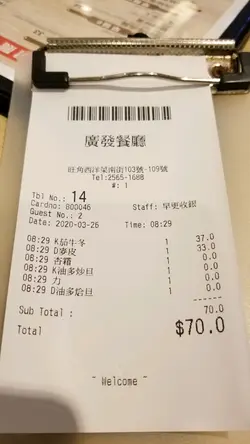 廣發餐廳
旺角西洋菜南街103號-109號
Tel:2565-1688
#: 1
Tbl No.: 14
Cardno: 800046 Staff: 早更收銀
Guest No.: 2
Date: 2020-03-26 Time: 08:29
08:29 K茄牛冬 1 37.0
08:29 D麥皮 1 33.0
08:29 杏霜 1 0.0
08:29 K油多炒旦 1 0.0
08:29 力 1 0.0
08:29 D油多烚旦 1 0.0
Sub Total : 70.0
Total $70.0
~ Welcome ~